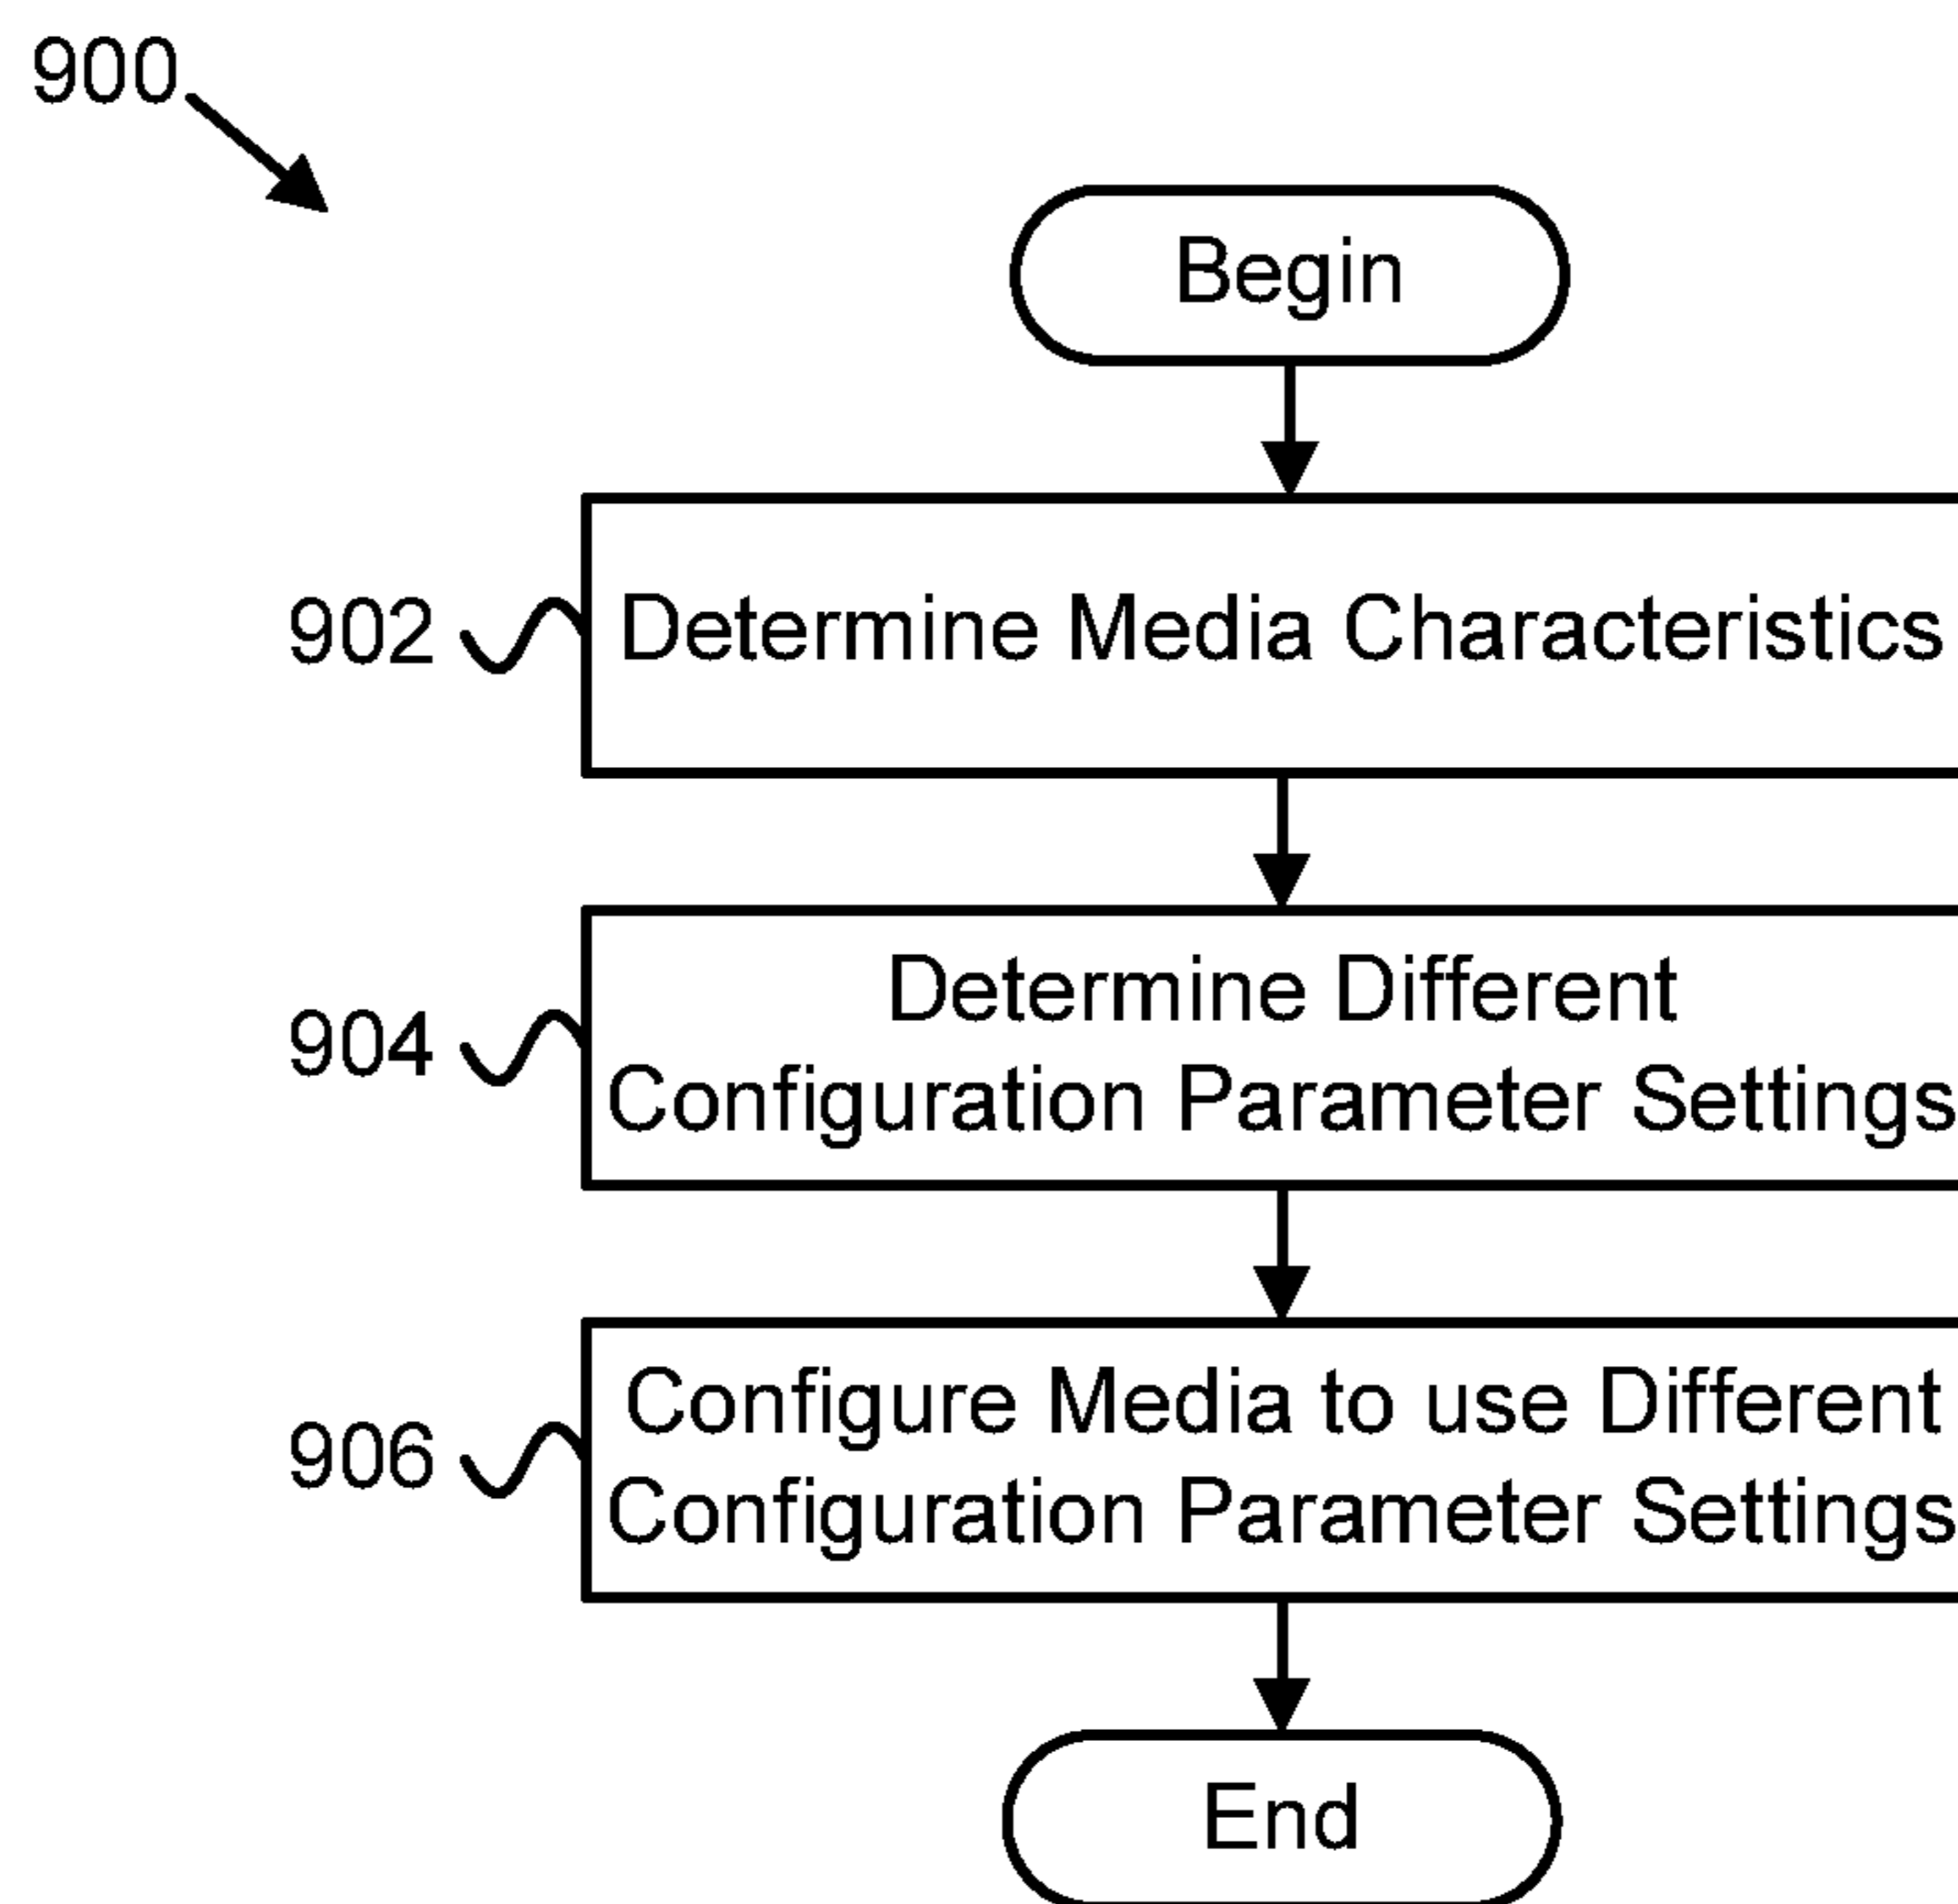 900
Begin
902
Determine Media Characteristics
904
Determine Different
Configuration Parameter Settings
906
Configure Media to use Different
Configuration Parameter Settings
End